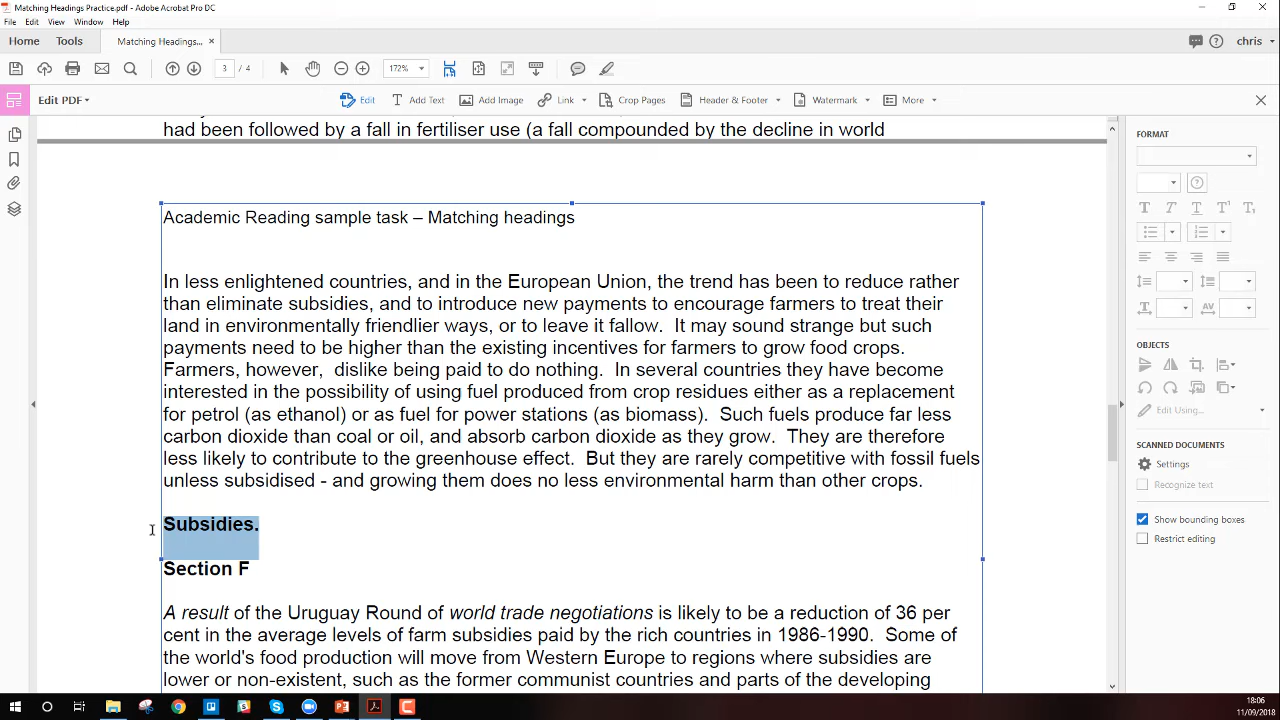 Matching Headings Practice.pdf - Adobe Acrobat Pro DC
File Edit View Window Help
Home Tools Matching Headings... × chris
3 / 4 172%
Edit PDF Edit Add Text Add Image Link Crop Pages Header & Footer Watermark More
had been followed by a fall in fertiliser use (a fall compounded by the decline in world
Academic Reading sample task – Matching headings
In less enlightened countries, and in the European Union, the trend has been to reduce rather
than eliminate subsidies, and to introduce new payments to encourage farmers to treat their
land in environmentally friendlier ways, or to leave it fallow.  It may sound strange but such
payments need to be higher than the existing incentives for farmers to grow food crops.
Farmers, however,  dislike being paid to do nothing.  In several countries they have become
interested in the possibility of using fuel produced from crop residues either as a replacement
for petrol (as ethanol) or as fuel for power stations (as biomass).  Such fuels produce far less
carbon dioxide than coal or oil, and absorb carbon dioxide as they grow.  They are therefore
less likely to contribute to the greenhouse effect.  But they are rarely competitive with fossil fuels
unless subsidised - and growing them does no less environmental harm than other crops.
Subsidies.
Section F
A result of the Uruguay Round of world trade negotiations is likely to be a reduction of 36 per
cent in the average levels of farm subsidies paid by the rich countries in 1986-1990.  Some of
the world's food production will move from Western Europe to regions where subsidies are
lower or non-existent, such as the former communist countries and parts of the developing
FORMAT
OBJECTS
Edit Using...
SCANNED DOCUMENTS
Settings
Recognize text
Show bounding boxes
Restrict editing
18:06
11/09/2018